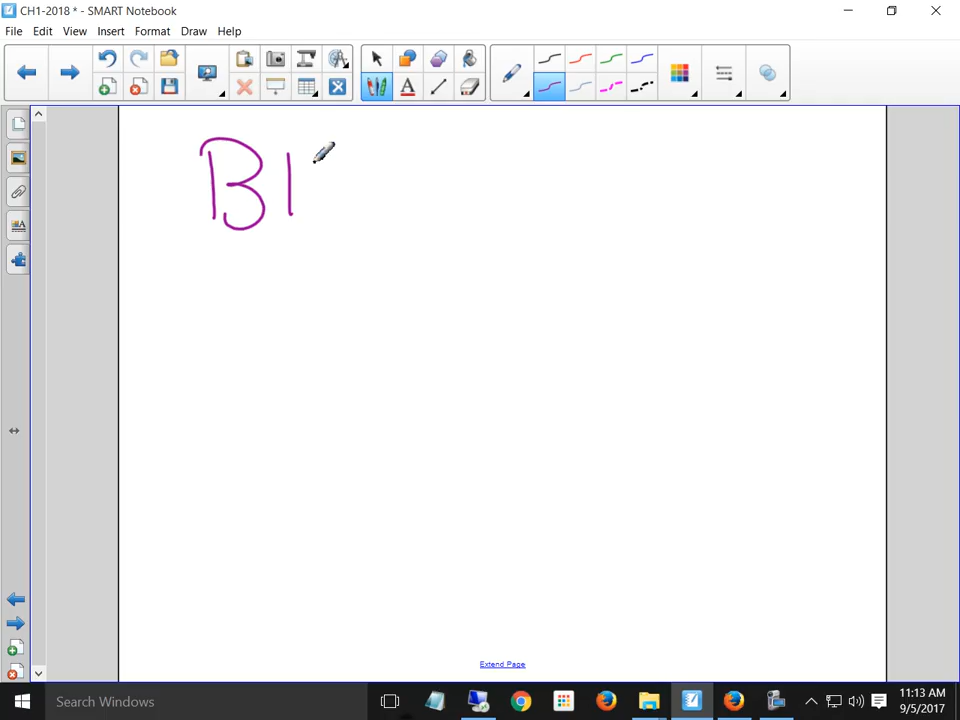 CH1-2018 * - SMART Notebook
File Edit View Insert Format Draw Help
BI
Extend Page
Search Windows
11:13 AM
9/5/2017